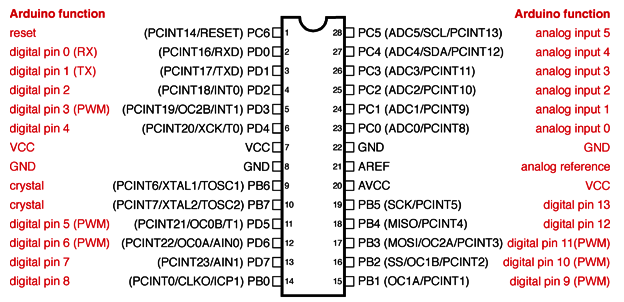 Arduino function Arduino function
reset (PCINT14/RESET) PC6 1 28 PC5 (ADC5/SCL/PCINT13) analog input 5
digital pin 0 (RX) (PCINT16/RXD) PD0 2 27 PC4 (ADC4/SDA/PCINT12) analog input 4
digital pin 1 (TX) (PCINT17/TXD) PD1 3 26 PC3 (ADC3/PCINT11) analog input 3
digital pin 2 (PCINT18/INT0) PD2 4 25 PC2 (ADC2/PCINT10) analog input 2
digital pin 3 (PWM) (PCINT19/OC2B/INT1) PD3 5 24 PC1 (ADC1/PCINT9) analog input 1
digital pin 4 (PCINT20/XCK/T0) PD4 6 23 PC0 (ADC0/PCINT8) analog input 0
VCC VCC 7 22 GND GND
GND GND 8 21 AREF analog reference
crystal (PCINT6/XTAL1/TOSC1) PB6 9 20 AVCC VCC
crystal (PCINT7/XTAL2/TOSC2) PB7 10 19 PB5 (SCK/PCINT5) digital pin 13
digital pin 5 (PWM) (PCINT21/OC0B/T1) PD5 11 18 PB4 (MISO/PCINT4) digital pin 12
digital pin 6 (PWM) (PCINT22/OC0A/AIN0) PD6 12 17 PB3 (MOSI/OC2A/PCINT3) digital pin 11(PWM)
digital pin 7 (PCINT23/AIN1) PD7 13 16 PB2 (SS/OC1B/PCINT2) digital pin 10 (PWM)
digital pin 8 (PCINT0/CLKO/ICP1) PB0 14 15 PB1 (OC1A/PCINT1) digital pin 9 (PWM)